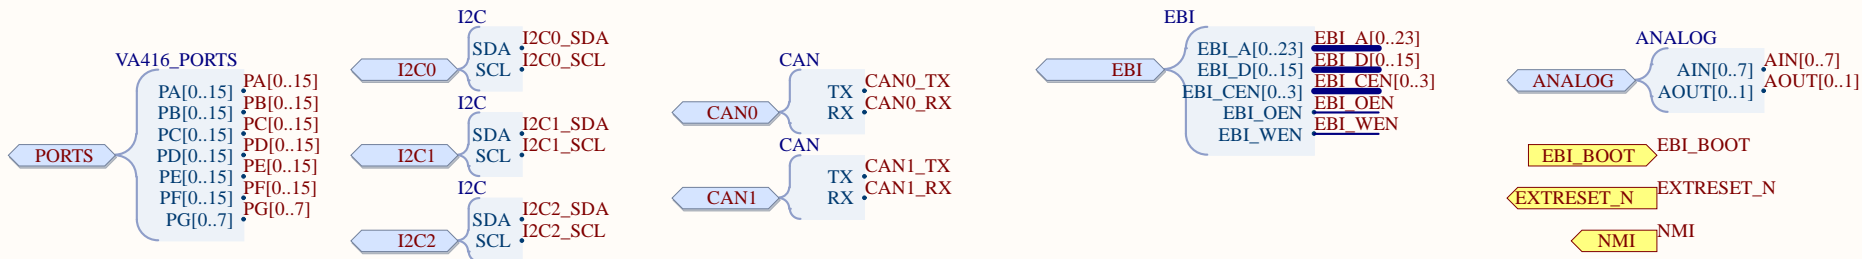 VA416_PORTS
PORTS
PA[0..15] PA[0..15]
PB[0..15] PB[0..15]
PC[0..15] PC[0..15]
PD[0..15] PD[0..15]
PE[0..15] PE[0..15]
PF[0..15] PF[0..15]
PG[0..7] PG[0..7]
I2C
I2C0
SDA I2C0_SDA
SCL I2C0_SCL
I2C
I2C1
SDA I2C1_SDA
SCL I2C1_SCL
I2C
I2C2
SDA I2C2_SDA
SCL I2C2_SCL
CAN
CAN0
TX CAN0_TX
RX CAN0_RX
CAN
CAN1
TX CAN1_TX
RX CAN1_RX
EBI
EBI
EBI_A[0..23] EBI_A[0..23]
EBI_D[0..15] EBI_D[0..15]
EBI_CEN[0..3] EBI_CEN[0..3]
EBI_OEN EBI_OEN
EBI_WEN EBI_WEN
ANALOG
ANALOG
AIN[0..7] AIN[0..7]
AOUT[0..1] AOUT[0..1]
EBI_BOOT EBI_BOOT
EXTRESET_N EXTRESET_N
NMI NMI